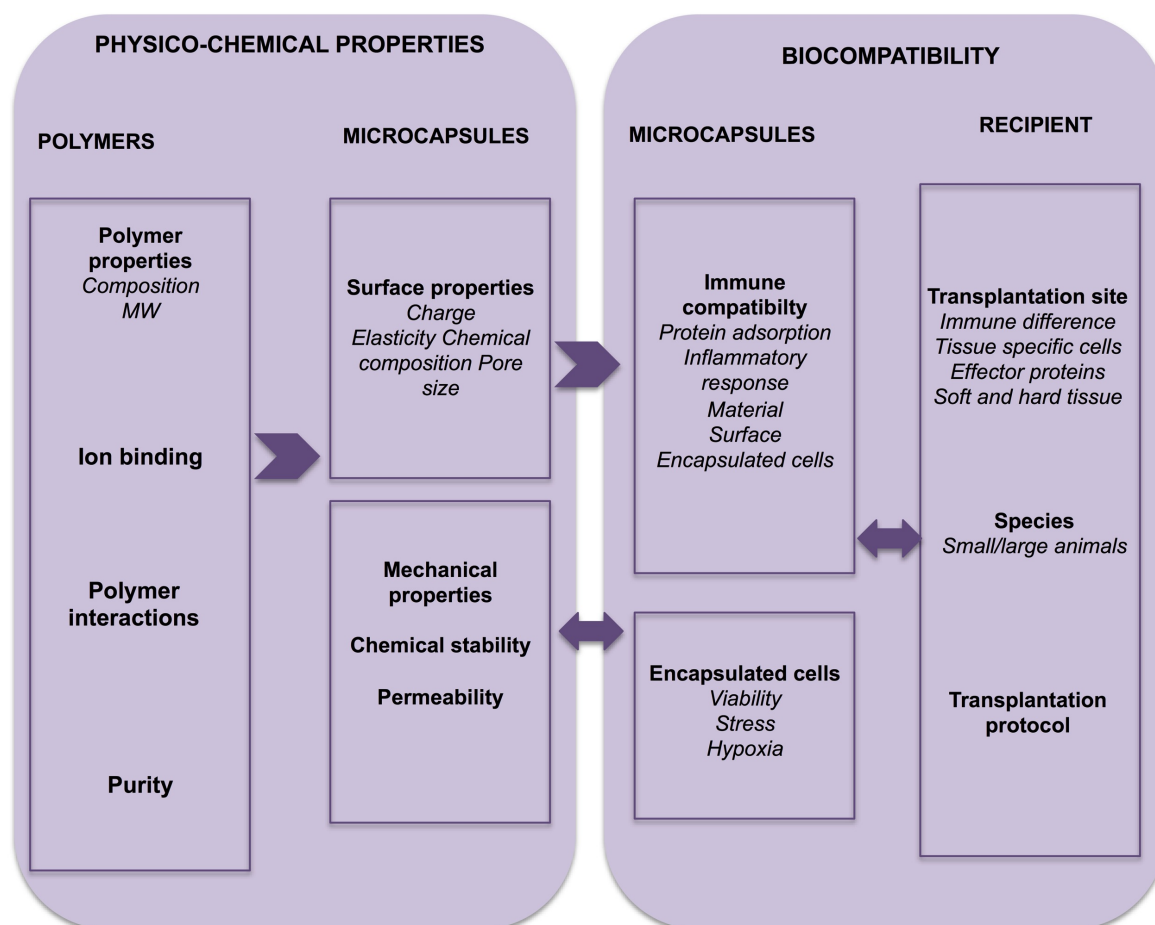 PHYSICO-CHEMICAL PROPERTIES
POLYMERS
MICROCAPSULES
Polymer
properties
Composition
MW
Ion binding
Polymer
interactions
Purity
Surface properties
Charge
Elasticity Chemical
composition Pore
size
Mechanical
properties
Chemical stability
Permeability
BIOCOMPATIBILITY
MICROCAPSULES
RECIPIENT
Immune
compatibilty
Protein adsorption
Inflammatory
response
Material
Surface
Encapsulated cells
Encapsulated cells
Viability
Stress
Hypoxia
Transplantation site
Immune difference
Tissue specific cells
Effector proteins
Soft and hard tissue
Species
Small/large animals
Transplantation
protocol